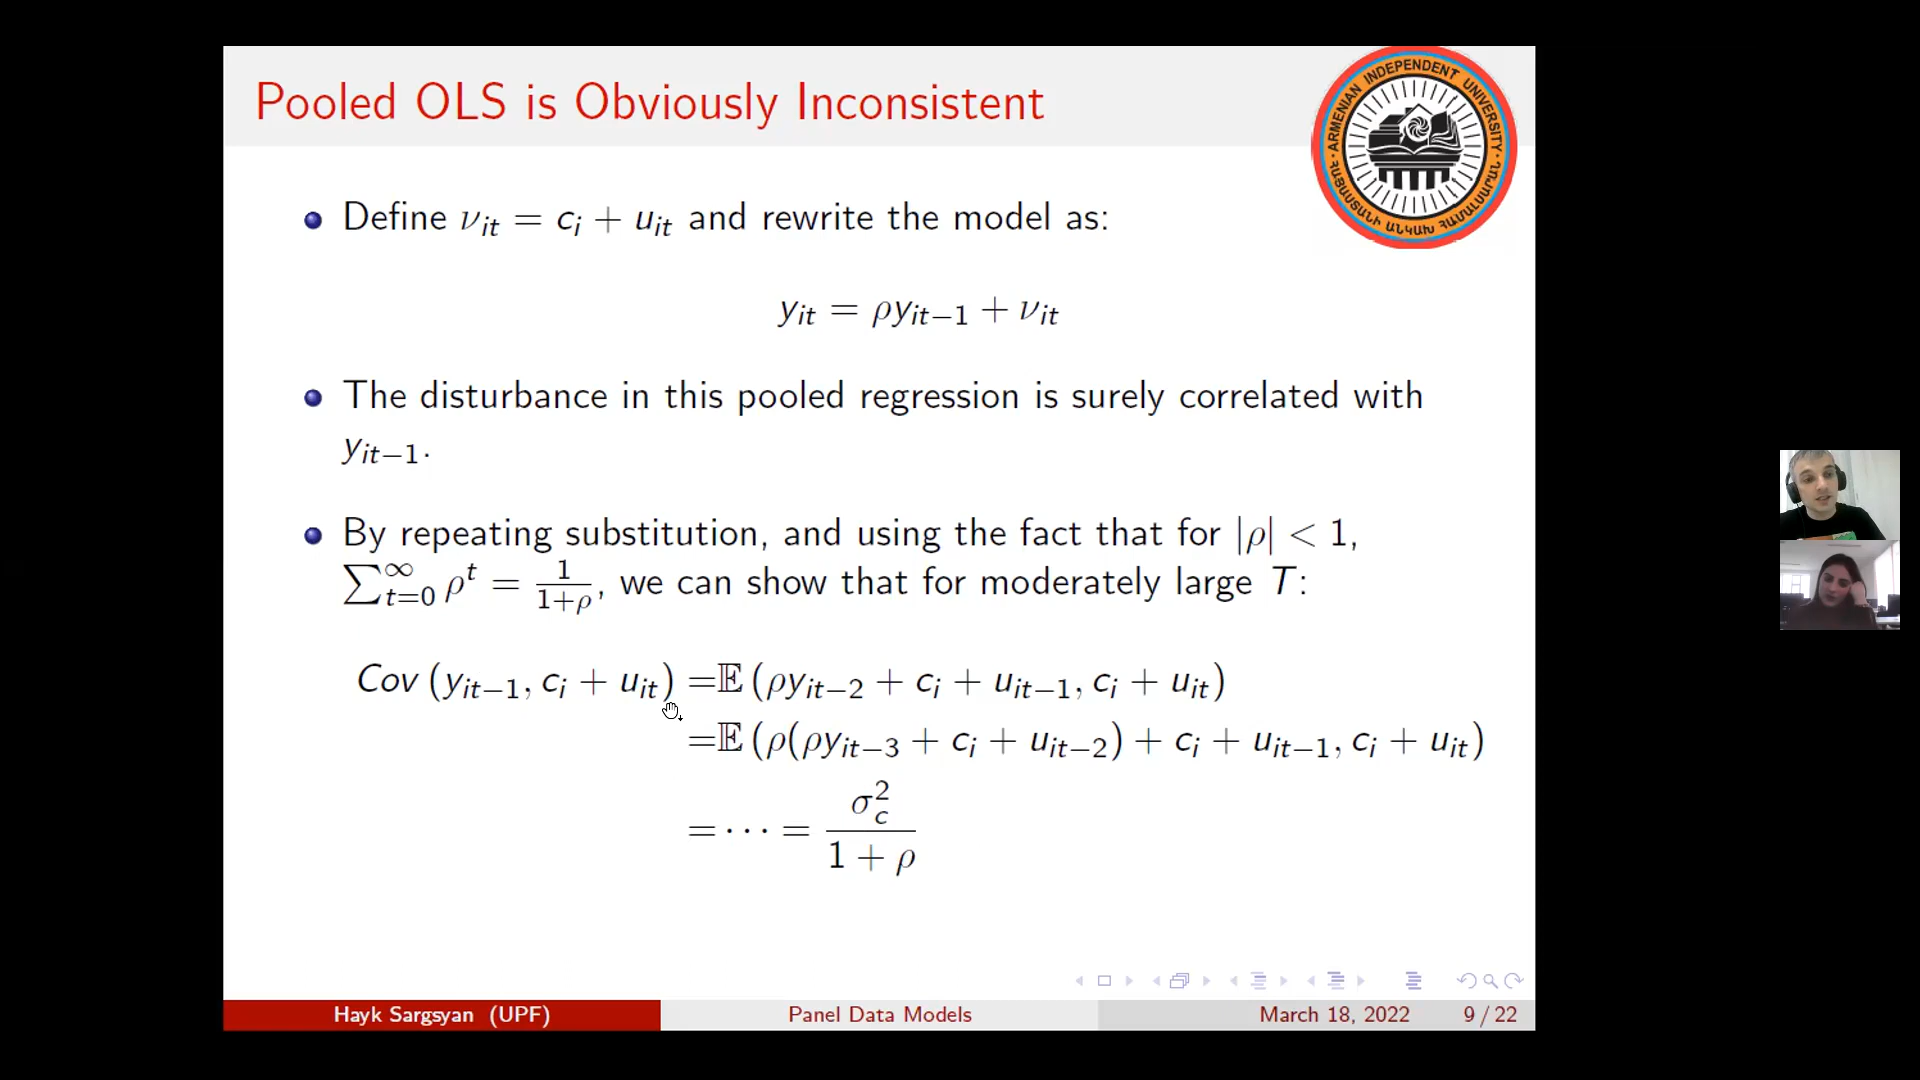 Pooled OLS is Obviously Inconsistent
ARMENIAN INDEPENDENT UNIVERSITY
ՀԱՅԱՍՏԱՆԻ ԱՆԿԱԽ ՀԱՄԱԼՍԱՐԱՆ
Define ν_it = c_i + u_it and rewrite the model as:
y_it = ρy_it−1 + ν_it
The disturbance in this pooled regression is surely correlated with
y_it−1.
By repeating substitution, and using the fact that for |ρ| < 1,
∑_{t=0}^{∞} ρ^t = 1/(1+ρ), we can show that for moderately large T:
Cov (y_it−1, c_i + u_it) =𝔼 (ρy_it−2 + c_i + u_it−1, c_i + u_it)
=𝔼 (ρ(ρy_it−3 + c_i + u_it−2) + c_i + u_it−1, c_i + u_it)
= ⋯ = σ_c^2/(1 + ρ)
Hayk Sargsyan (UPF) Panel Data Models March 18, 2022 9 / 22